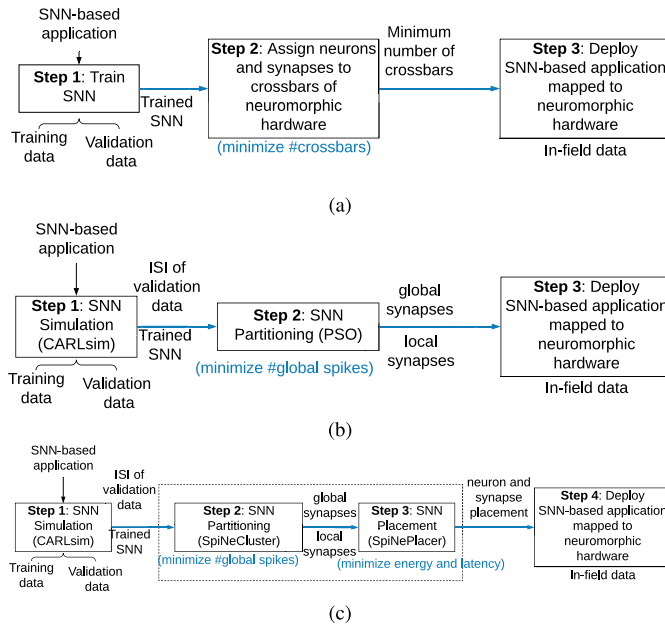 SNN-based
application
Step 1: Train
SNN
Training
data
Validation
data
Trained
SNN
Step 2: Assign neurons
and synapses to
crossbars of
neuromorphic
hardware
(minimize #crossbars)
Minimum
number of
crossbars
Step 3: Deploy
SNN-based application
mapped to
neuromorphic
hardware
In-field data
(a)
SNN-based
application
Step 1: SNN
Simulation
(CARLsim)
Training
data
Validation
data
ISI of
validation
data
Trained
SNN
Step 2: SNN
Partitioning (PSO)
(minimize #global spikes)
global
synapses
local
synapses
Step 3: Deploy
SNN-based application
mapped to
neuromorphic
hardware
In-field data
(b)
SNN-based
application
Step 1: SNN
Simulation
(CARLsim)
Training
data
Validation
data
ISI of
validation
data
Trained
SNN
Step 2: SNN
Partitioning
(SpiNeCluster)
(minimize #global spikes)
global
synapses
local
synapses
Step 3: SNN
Placement
(SpiNePlacer)
(minimize energy and latency)
neuron and
synapse
placement
Step 4: Deploy
SNN-based application
mapped to
neuromorphic
hardware
In-field data
(c)